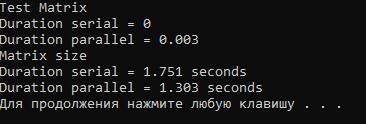 Test Matrix
Duration serial = 0
Duration parallel = 0.003
Matrix size
Duration serial = 1.751 seconds
Duration parallel = 1.303 seconds
Для продолжения нажмите любую клавишу . . .